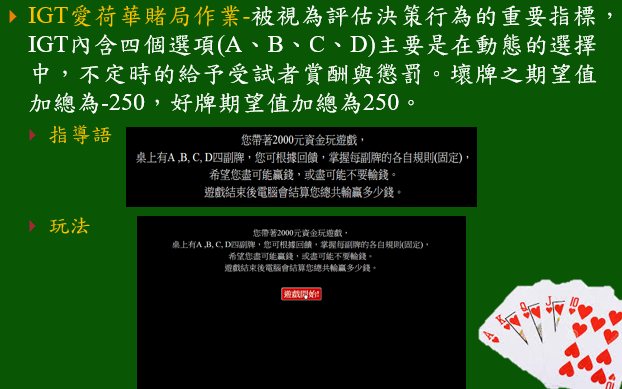 IGT愛荷華賭局作業-被視為評估決策行為的重要指標，
IGT內含四個選項(A、B、C、D)主要是在動態的選擇
中，不定時的給予受試者賞酬與懲罰。壞牌之期望值
加總為-250，好牌期望值加總為250。
指導語
您帶著2000元資金玩遊戲，
桌上有A ,B, C, D四副牌，您可根據回饋，掌握每副牌的各自規則(固定)，
希望您盡可能贏錢，或盡可能不要輸錢。
遊戲結束後電腦會結算您總共輸贏多少錢。
玩法
您帶著2000元資金玩遊戲，
桌上有A ,B, C, D四副牌，您可根據回饋，掌握每副牌的各自規則(固定)，
希望您盡可能贏錢，或盡可能不要輸錢。
遊戲結束後電腦會結算您總共輸贏多少錢。
遊戲開始!
A K Q J 10